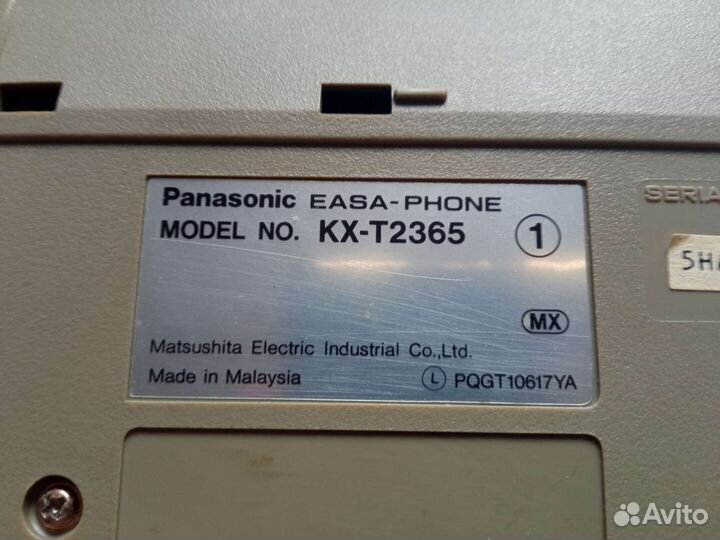 Panasonic EASA-PHONE
MODEL NO. KX-T2365 1
MX
Matsushita Electric Industrial Co.,Ltd.
Made in Malaysia L PQGT10617YA
SERIA
5H
Avito